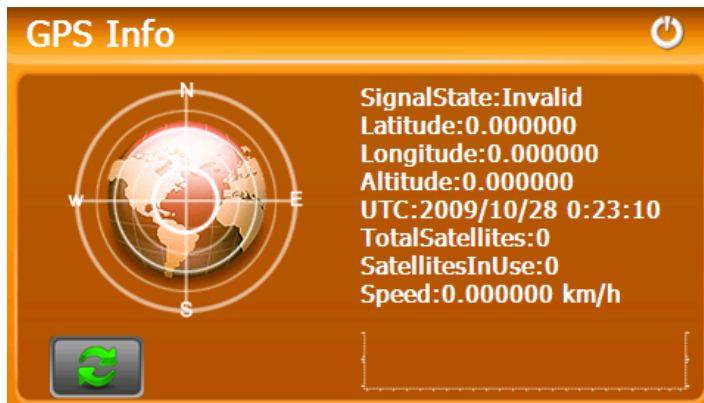 GPS Info
N
W
E
S
SignalState:Invalid
Latitude:0.000000
Longitude:0.000000
Altitude:0.000000
UTC:2009/10/28 0:23:10
TotalSatellites:0
SatellitesInUse:0
Speed:0.000000 km/h